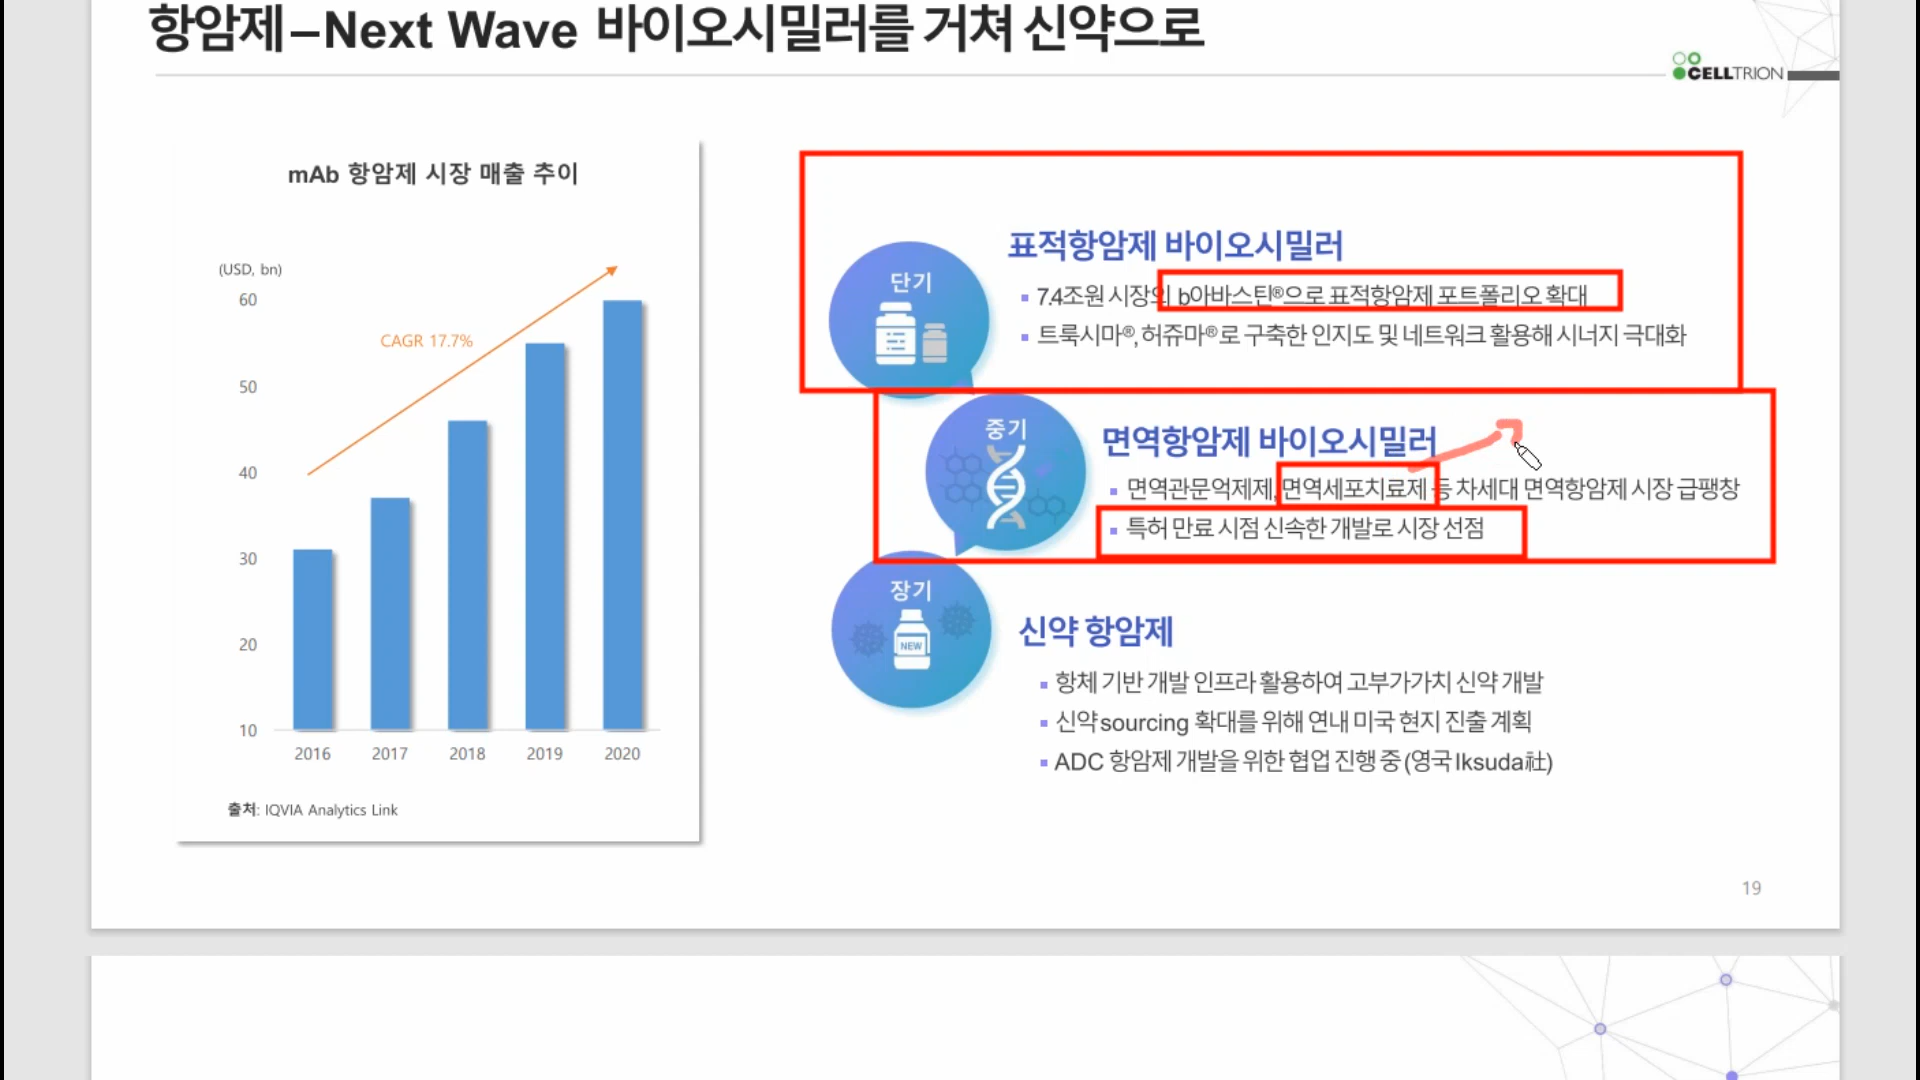 항암제–Next Wave 바이오시밀러를 거쳐 신약으로
CELLTRION
mAb 항암제 시장 매출 추이
(USD, bn)
60
50
40
30
20
10
CAGR 17.7%
2016 2017 2018 2019 2020
출처: IQVIA Analytics Link
단기
표적항암제 바이오시밀러
7.4조원 시장의 b아바스틴®으로 표적항암제 포트폴리오 확대
트룩시마®, 허쥬마®로 구축한 인지도 및 네트워크 활용해 시너지 극대화
중기
면역항암제 바이오시밀러
면역관문억제제, 면역세포치료제 등 차세대 면역항암제 시장 급팽창
특허 만료 시점 신속한 개발로 시장 선점
장기
NEW
신약 항암제
항체 기반 개발 인프라 활용하여 고부가가치 신약 개발
신약 sourcing 확대를 위해 연내 미국 현지 진출 계획
ADC 항암제 개발을 위한 협업 진행 중 (영국 Iksuda社)
19